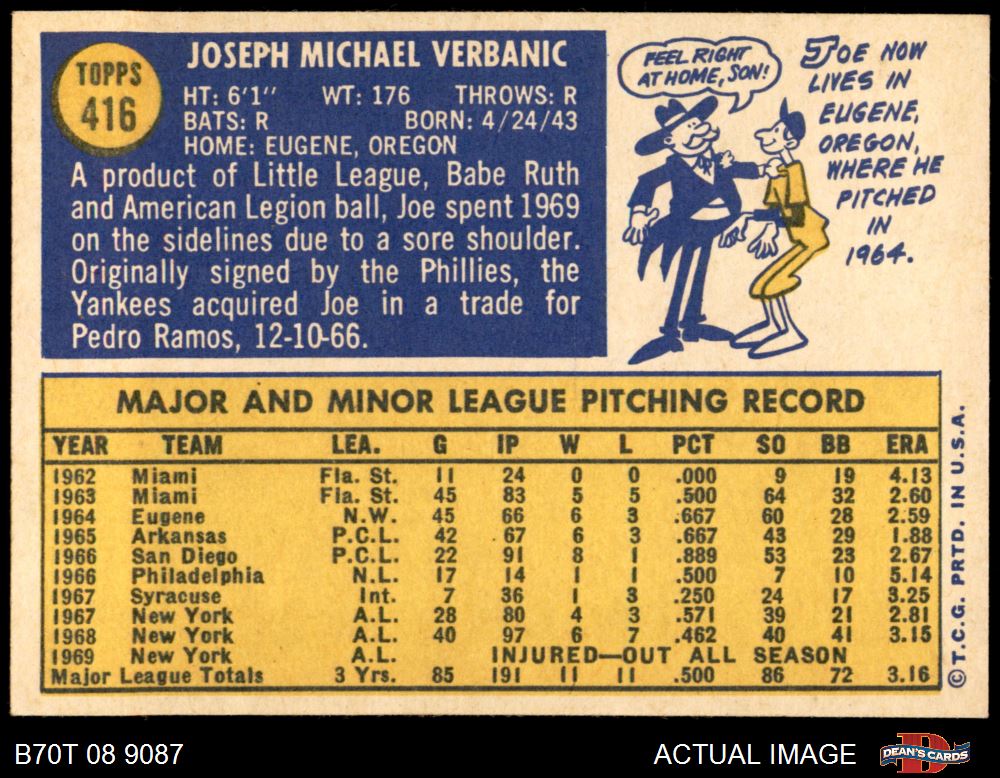 TOPPS
416
JOSEPH MICHAEL VERBANIC
HT: 6'1" WT: 176 THROWS: R
BATS: R BORN: 4/24/43
HOME: EUGENE, OREGON
A product of Little League, Babe Ruth
and American Legion ball, Joe spent 1969
on the sidelines due to a sore shoulder.
Originally signed by the Phillies, the
Yankees acquired Joe in a trade for
Pedro Ramos, 12-10-66.
FEEL RIGHT
AT HOME, SON!
JOE NOW
LIVES IN
EUGENE,
OREGON,
WHERE HE
PITCHED
IN
1964.
MAJOR AND MINOR LEAGUE PITCHING RECORD
YEAR TEAM LEA. G IP W L PCT SO BB ERA
1962 Miami Fla. St. 11 24 0 0 .000 9 19 4.13
1963 Miami Fla. St. 45 83 5 5 .500 64 32 2.60
1964 Eugene N.W. 45 66 6 3 .667 60 28 2.59
1965 Arkansas P.C.L. 42 67 6 3 .667 43 29 1.88
1966 San Diego P.C.L. 22 91 8 1 .889 53 23 2.67
1966 Philadelphia N.L. 17 14 1 1 .500 7 10 5.14
1967 Syracuse Int. 7 36 1 3 .250 24 17 3.25
1967 New York A.L. 28 80 4 3 .571 39 21 2.81
1968 New York A.L. 40 97 6 7 .462 40 41 3.15
1969 New York A.L. INJURED—OUT ALL SEASON
Major League Totals 3 Yrs. 85 191 11 11 .500 86 72 3.16
© T.C.G. PRTD. IN U.S.A.
B70T 08 9087 ACTUAL IMAGE
DEAN'S CARDS